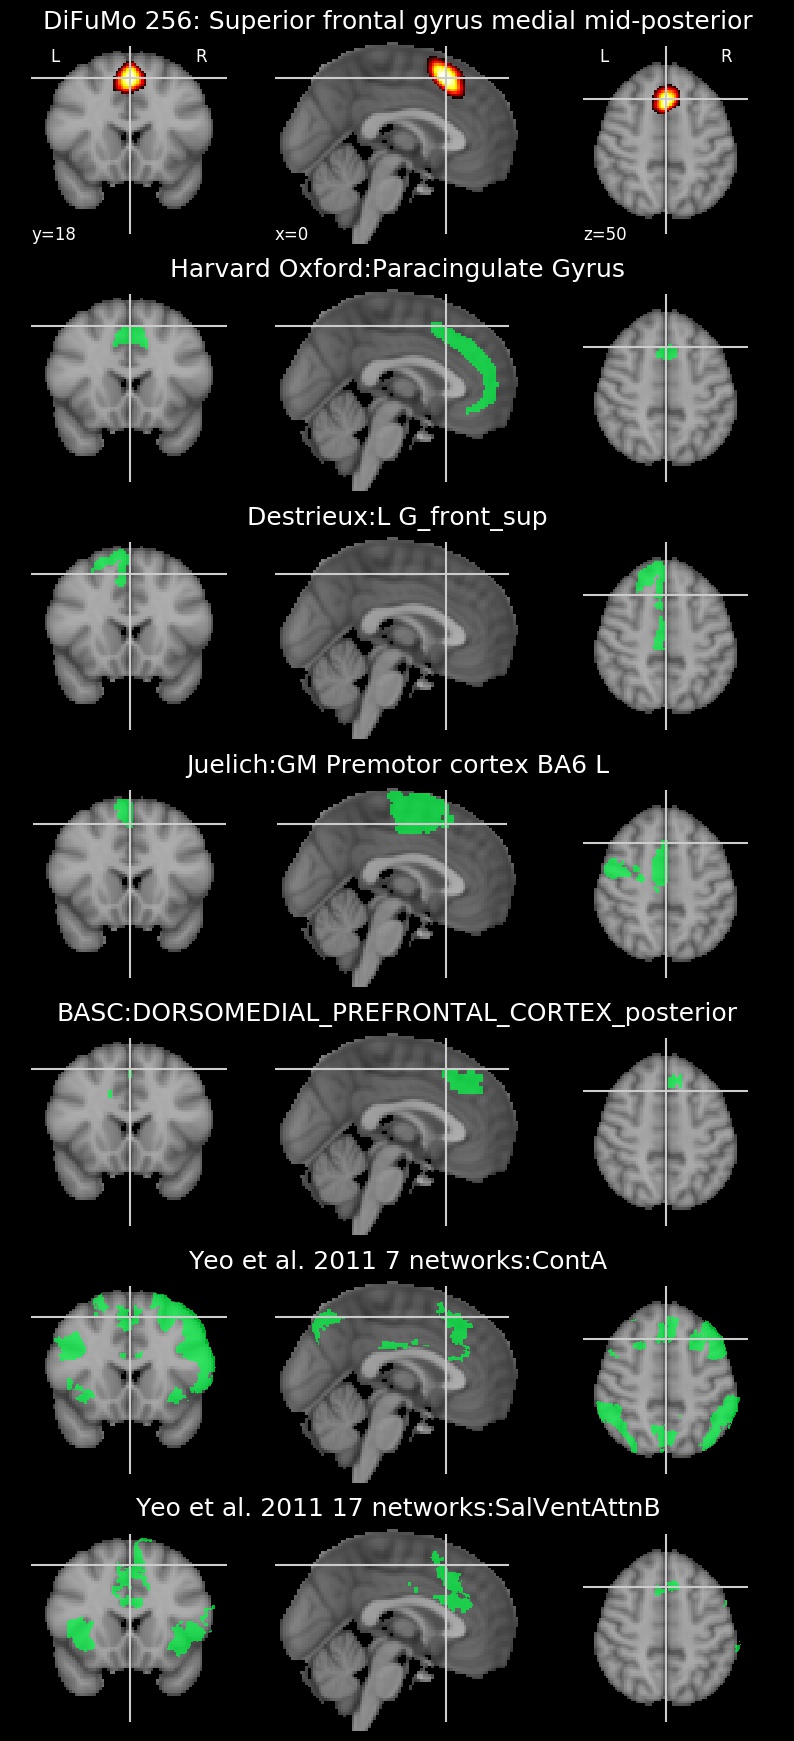 DiFuMo 256: Superior frontal gyrus medial mid-posterior
L R L R
y=18 x=0 z=50
Harvard Oxford:Paracingulate Gyrus
Destrieux:L G_front_sup
Juelich:GM Premotor cortex BA6 L
BASC:DORSOMEDIAL_PREFRONTAL_CORTEX_posterior
Yeo et al. 2011 7 networks:ContA
Yeo et al. 2011 17 networks:SalVentAttnB